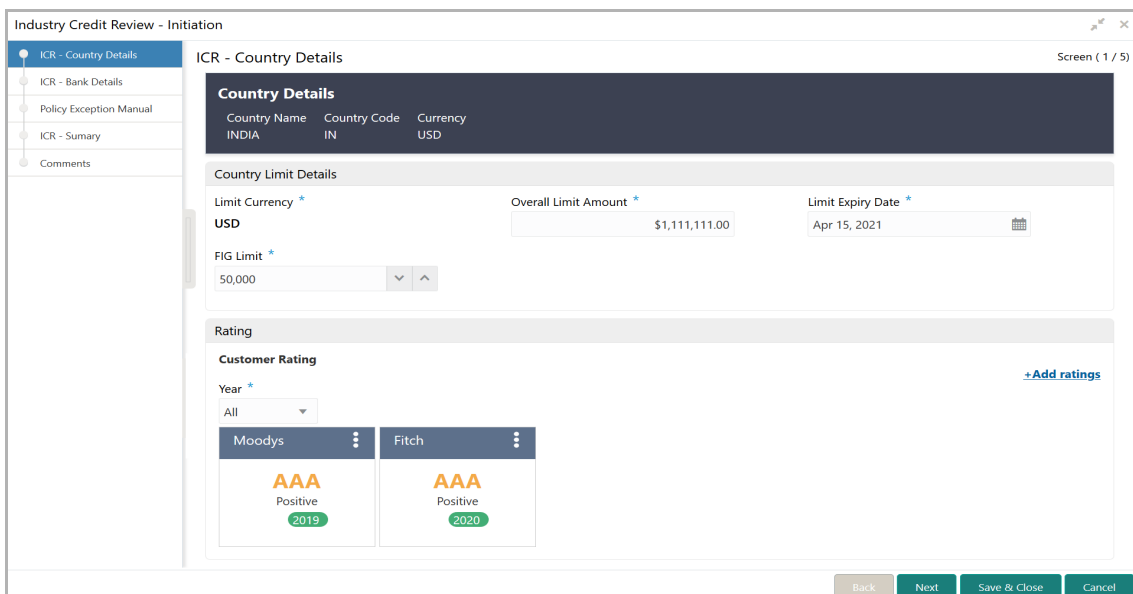 Industry Credit Review - Initiation
ICR - Country Details
ICR - Bank Details
Policy Exception Manual
ICR - Sumary
Comments
ICR - Country Details
Screen ( 1 / 5)
Country Details
Country Name Country Code Currency
INDIA IN USD
Country Limit Details
Limit Currency * Overall Limit Amount * Limit Expiry Date *
USD $1,111,111.00 Apr 15, 2021
FIG Limit *
50,000
Rating
Customer Rating
+Add ratings
Year *
All
Moodys Fitch
AAA AAA
Positive Positive
2019 2020
Back Next Save & Close Cancel